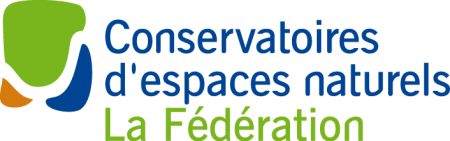 Conservatoires
d'espaces naturels
La Fédération